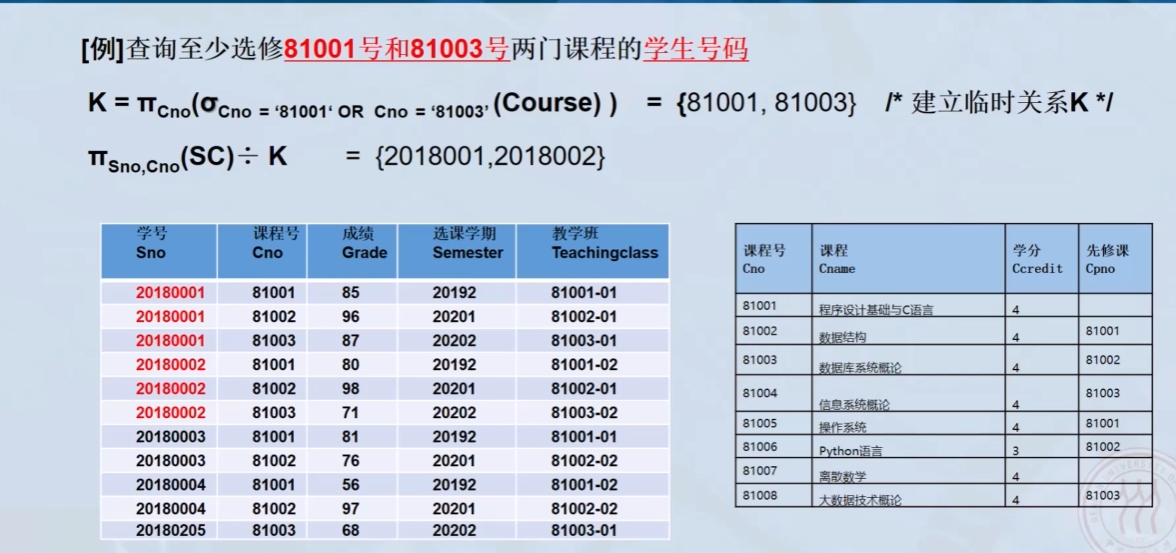 [例]查询至少选修81001号和81003号两门课程的学生号码
K = πCno(σCno = ‘81001‘ OR Cno = ‘81003’ (Course) ) = {81001, 81003} /* 建立临时关系K */
πSno,Cno(SC)÷ K = {2018001,2018002}
学号 课程号 成绩 选课学期 教学班
Sno Cno Grade Semester Teachingclass
20180001 81001 85 20192 81001-01
20180001 81002 96 20201 81002-01
20180001 81003 87 20202 81003-01
20180002 81001 80 20192 81001-02
20180002 81002 98 20201 81002-01
20180002 81003 71 20202 81003-02
20180003 81001 81 20192 81001-01
20180003 81002 76 20201 81002-02
20180004 81001 56 20192 81001-02
20180004 81002 97 20201 81002-02
20180205 81003 68 20202 81003-01
课程号 课程 学分 先修课
Cno Cname Ccredit Cpno
81001 程序设计基础与C语言 4
81002 数据结构 4 81001
81003 数据库系统概论 4 81002
81004 信息系统概论 4 81003
81005 操作系统 4 81001
81006 Python语言 3 81002
81007 离散数学 4
81008 大数据技术概论 4 81003